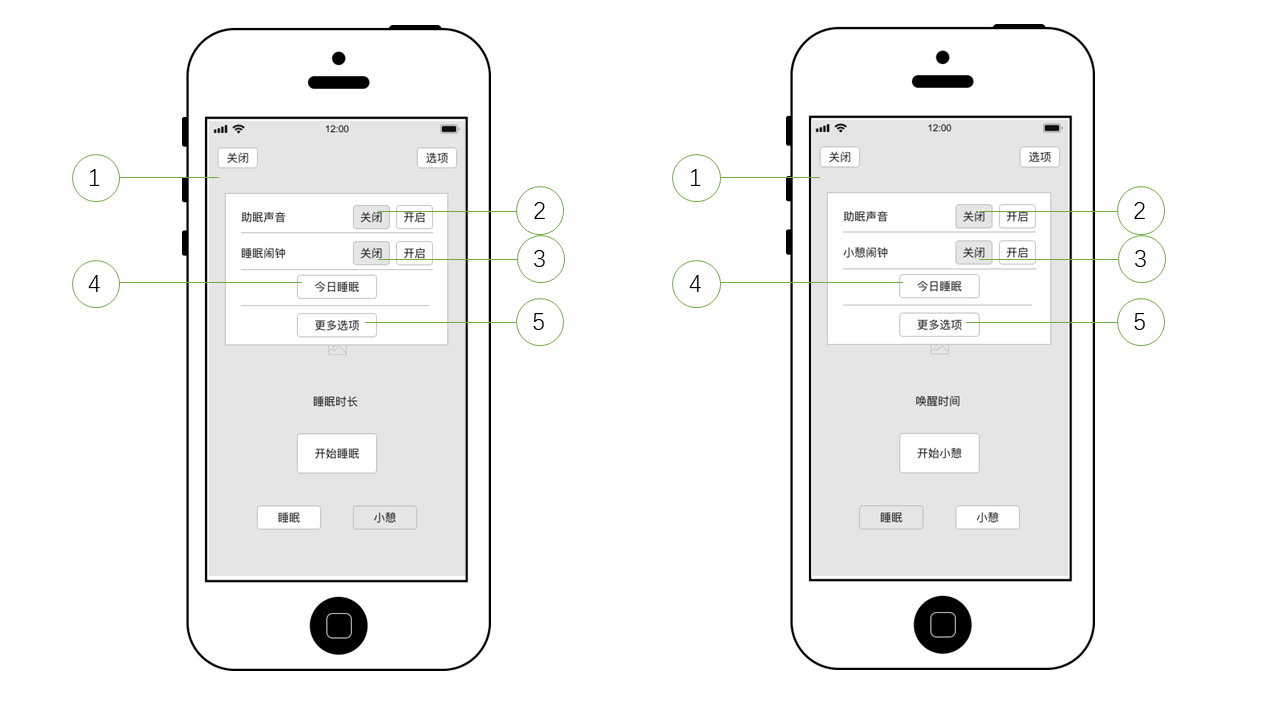 12:00
关闭
选项
1
助眠声音
关闭
开启
2
睡眠闹钟
关闭
开启
3
4
今日睡眠
更多选项
5
睡眠时长
开始睡眠
睡眠
小憩
12:00
关闭
选项
1
助眠声音
关闭
开启
2
小憩闹钟
关闭
开启
3
4
今日睡眠
更多选项
5
唤醒时间
开始小憩
睡眠
小憩